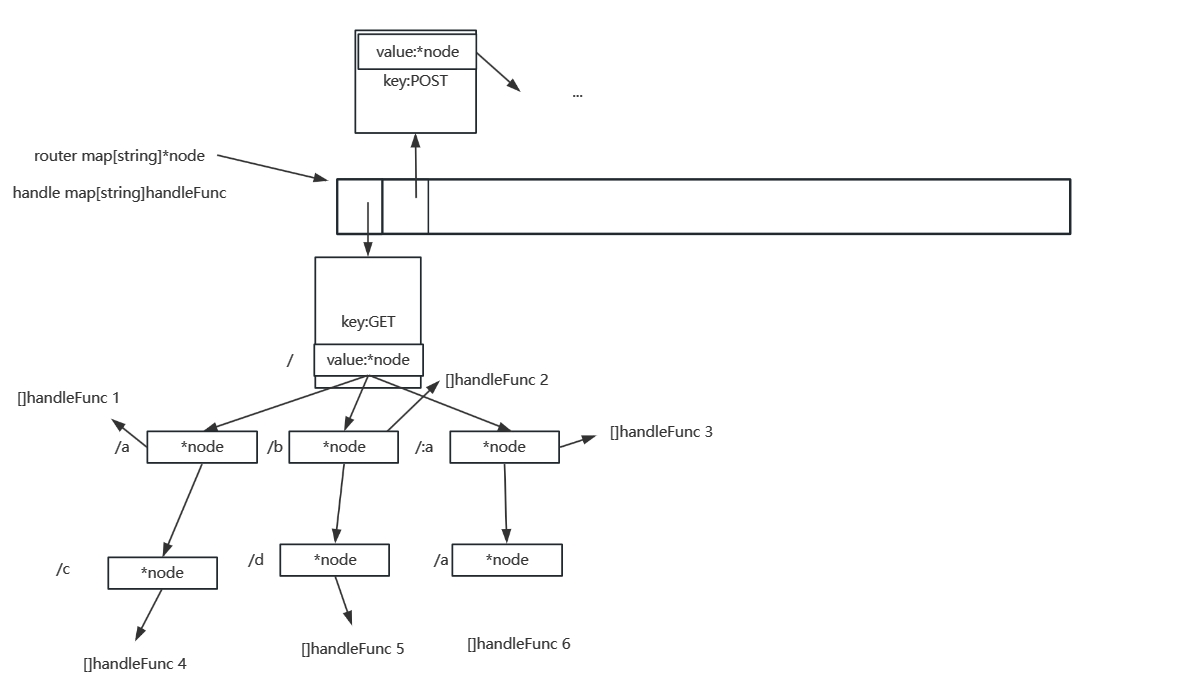 value:*node
key:POST
...
router map[string]*node
handle map[string]handleFunc
key:GET
/
value:*node
[]handleFunc 1
[]handleFunc 2
[]handleFunc 3
/a
*node
/b
*node
/:a
*node
/c
*node
/d
*node
/a
*node
[]handleFunc 4
[]handleFunc 5
[]handleFunc 6